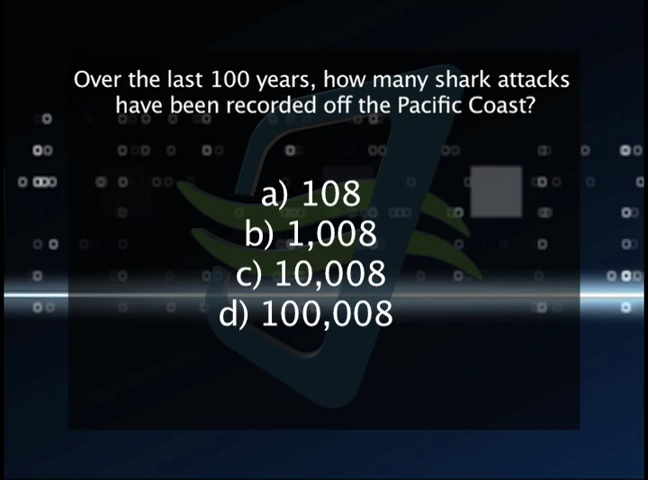 Over the last 100 years, how many shark attacks
have been recorded off the Pacific Coast?
a) 108
b) 1,008
c) 10,008
d) 100,008